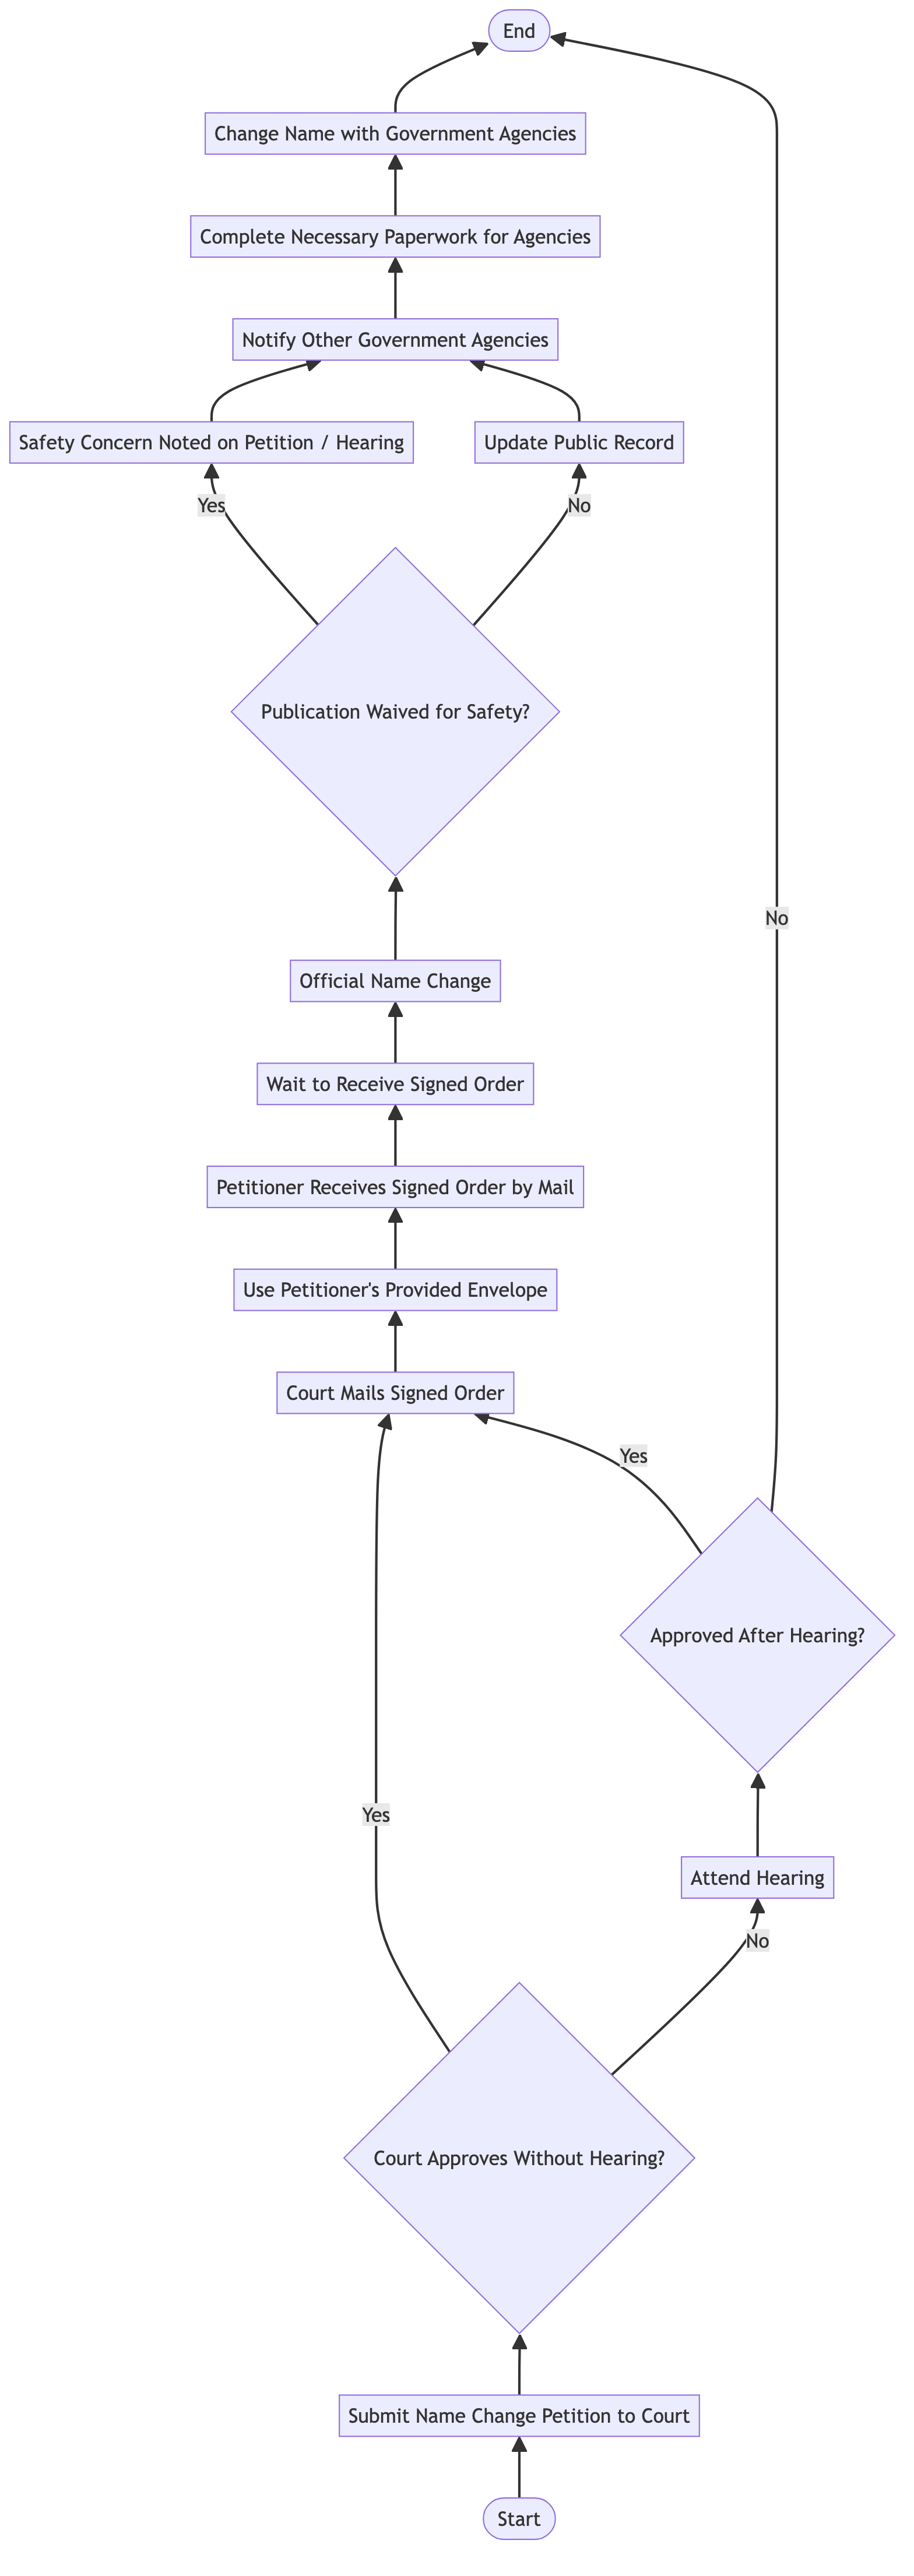 End
Change Name with Government Agencies
Complete Necessary Paperwork for Agencies
Notify Other Government Agencies
Safety Concern Noted on Petition / Hearing
Update Public Record
Yes
No
Publication Waived for Safety?
No
Official Name Change
Wait to Receive Signed Order
Petitioner Receives Signed Order by Mail
Use Petitioner's Provided Envelope
Court Mails Signed Order
Yes
Approved After Hearing?
Yes
Attend Hearing
No
Court Approves Without Hearing?
Submit Name Change Petition to Court
Start